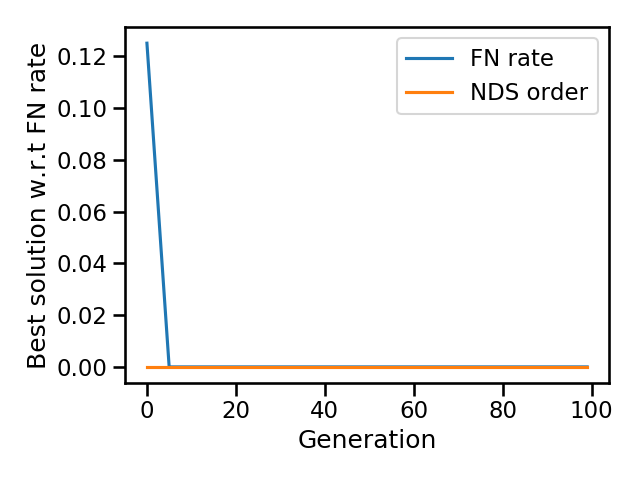 FN rate
NDS order
Best solution w.r.t FN rate
0.12
0.10
0.08
0.06
0.04
0.02
0.00
0 20 40 60 80 100
Generation